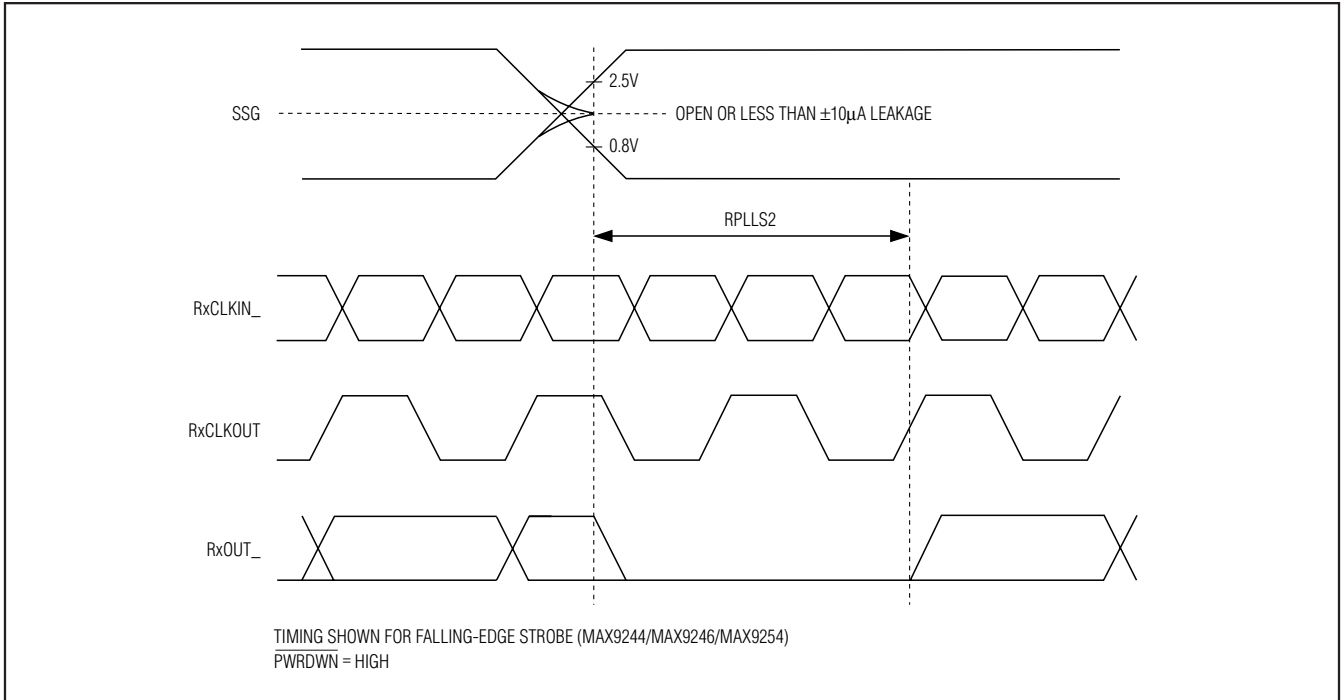 2.5V
SSG
OPEN OR LESS THAN ±10µA LEAKAGE
0.8V
RPLLS2
RxCLKIN_
RxCLKOUT
RxOUT_
TIMING SHOWN FOR FALLING-EDGE STROBE (MAX9244/MAX9246/MAX9254)
PWRDWN = HIGH